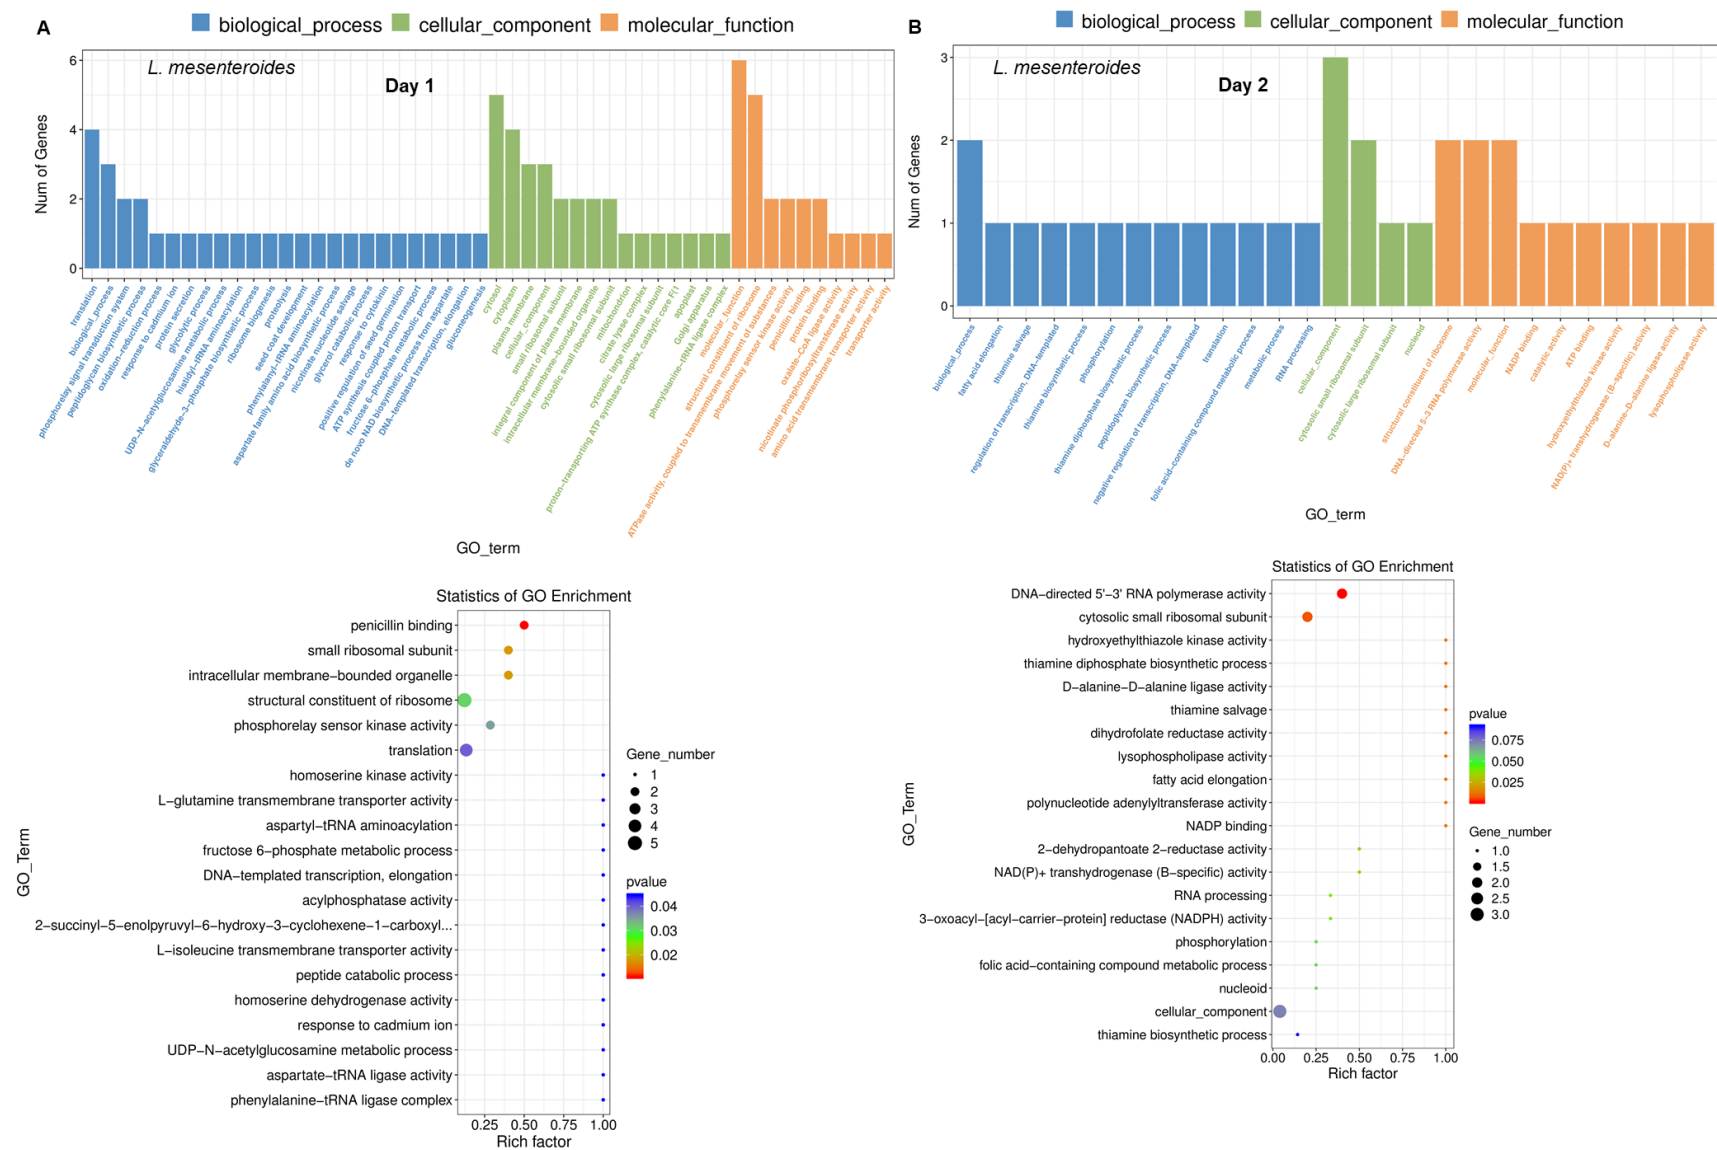 A
biological_process cellular_component molecular_function
L. mesenteroides
Day 1
Num of Genes
6
4
2
0
translation
biological_process
phosphorelay signal transduction system
peptidoglycan biosynthetic process
oxidation−reduction process
response to cadmium ion
protein secretion
glycolytic process
UDP−N−acetylglucosamine metabolic process
histidyl−tRNA aminoacylation
glyceraldehyde−3−phosphate biosynthetic process
ribosome biogenesis
proteolysis
seed coat development
phenylalanyl−tRNA aminoacylation
aspartate family amino acid biosynthetic process
nicotinate nucleotide salvage
glycerol catabolic process
response to cytokinin
positive regulation of seed germination
ATP synthesis coupled proton transport
fructose 6−phosphate metabolic process
de novo NAD biosynthetic process from aspartate
DNA−templated transcription, elongation
gluconeogenesis
cytosol
cytoplasm
plasma membrane
cellular_component
small ribosomal subunit
integral component of plasma membrane
intracellular membrane−bounded organelle
cytosolic small ribosomal subunit
mitochondrion
citrate lyase complex
cytosolic large ribosomal subunit
proton−transporting ATP synthase complex, catalytic core F(1
apoplast
Golgi apparatus
phenylalanine−tRNA ligase complex
molecular_function
structural constituent of ribosome
ATPase activity, coupled to transmembrane movement of substances
phosphorelay sensor kinase activity
penicillin binding
protein binding
oxalate−CoA ligase activity
nicotinate phosphoribosyltransferase activity
amino acid transmembrane transporter activity
transporter activity
GO_term
B
biological_process cellular_component molecular_function
L. mesenteroides
Day 2
Num of Genes
3
2
1
0
biological_process
fatty acid elongation
thiamine salvage
regulation of transcription, DNA−templated
thiamine biosynthetic process
phosphorylation
thiamine diphosphate biosynthetic process
peptidoglycan biosynthetic process
negative regulation of transcription, DNA−templated
translation
folic acid−containing compound metabolic process
metabolic process
RNA processing
cellular_component
cytosolic small ribosomal subunit
cytosolic large ribosomal subunit
nucleoid
structural constituent of ribosome
DNA−directed 5−3 RNA polymerase activity
molecular_function
NADP binding
catalytic activity
ATP binding
hydroxyethylthiazole kinase activity
NAD(P)+ transhydrogenase (B−specific) activity
D−alanine−D−alanine ligase activity
lysophospholipase activity
GO_term
Statistics of GO Enrichment
GO_Term
penicillin binding
small ribosomal subunit
intracellular membrane−bounded organelle
structural constituent of ribosome
phosphorelay sensor kinase activity
translation
homoserine kinase activity
L−glutamine transmembrane transporter activity
aspartyl−tRNA aminoacylation
fructose 6−phosphate metabolic process
DNA−templated transcription, elongation
acylphosphatase activity
2−succinyl−5−enolpyruvyl−6−hydroxy−3−cyclohexene−1−carboxyl...
L−isoleucine transmembrane transporter activity
peptide catabolic process
homoserine dehydrogenase activity
response to cadmium ion
UDP−N−acetylglucosamine metabolic process
aspartate−tRNA ligase activity
phenylalanine−tRNA ligase complex
0.25 0.50 0.75 1.00
Rich factor
Gene_number
1
2
3
4
5
pvalue
0.04
0.03
0.02
Statistics of GO Enrichment
GO_Term
DNA−directed 5'−3' RNA polymerase activity
cytosolic small ribosomal subunit
hydroxyethylthiazole kinase activity
thiamine diphosphate biosynthetic process
D−alanine−D−alanine ligase activity
thiamine salvage
dihydrofolate reductase activity
lysophospholipase activity
fatty acid elongation
polynucleotide adenylyltransferase activity
NADP binding
2−dehydropantoate 2−reductase activity
NAD(P)+ transhydrogenase (B−specific) activity
RNA processing
3−oxoacyl−[acyl−carrier−protein] reductase (NADPH) activity
phosphorylation
folic acid−containing compound metabolic process
nucleoid
cellular_component
thiamine biosynthetic process
0.00 0.25 0.50 0.75 1.00
Rich factor
pvalue
0.075
0.050
0.025
Gene_number
1.0
1.5
2.0
2.5
3.0